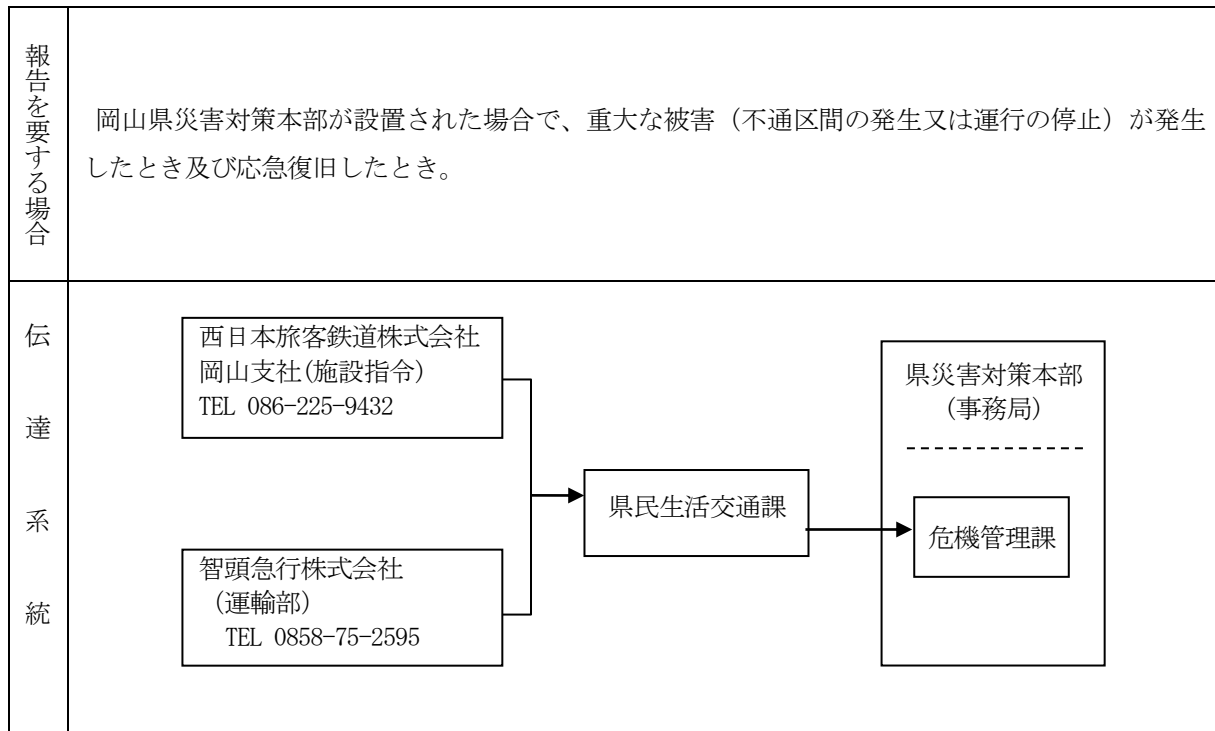 報告を要する場合
岡山県災害対策本部が設置された場合で、重大な被害（不通区間の発生又は運行の停止）が発生
したとき及び応急復旧したとき。
伝達系統
西日本旅客鉄道株式会社
岡山支社(施設指令)
TEL 086-225-9432
智頭急行株式会社
（運輸部）
TEL 0858-75-2595
県民生活交通課
県災害対策本部
（事務局）
危機管理課